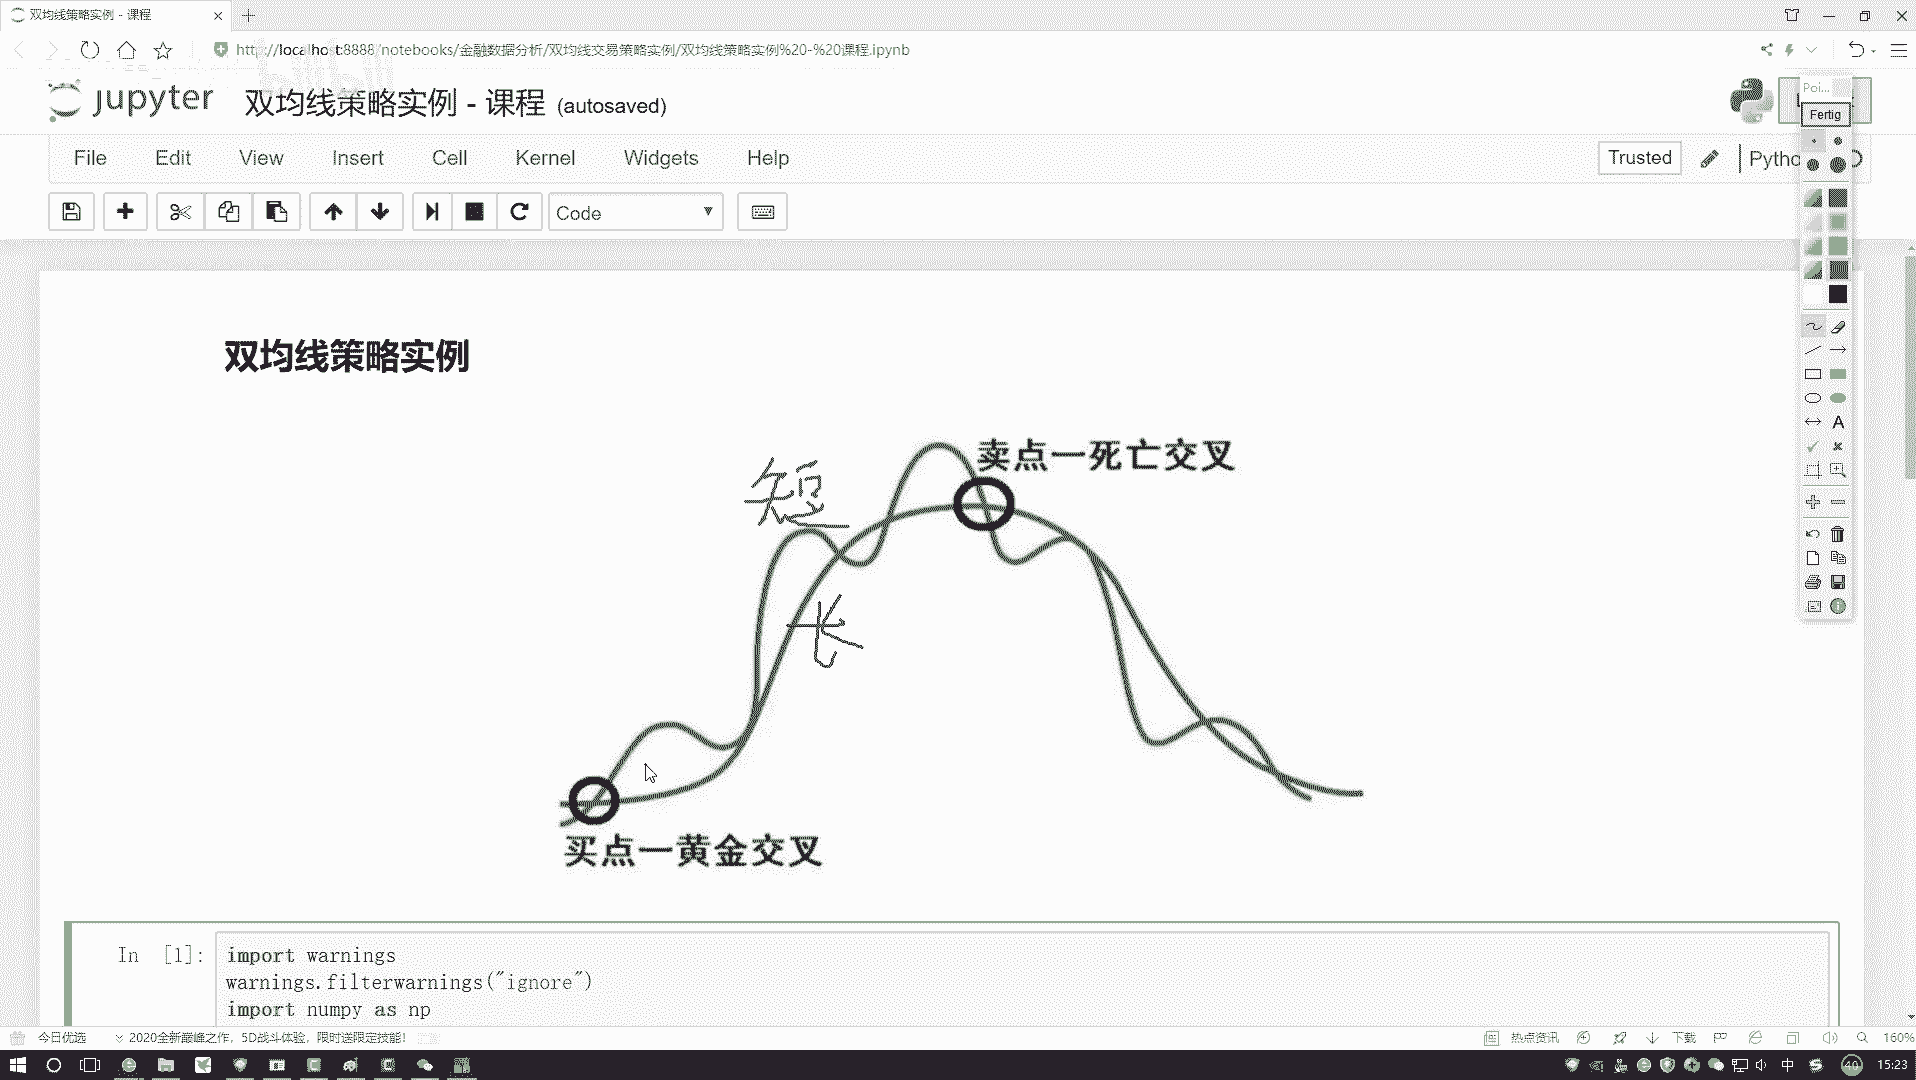 双均线策略实例 - 课程
http://localhost:8888/notebooks/金融数据分析/双均线交易策略实例/双均线策略实例%20-%20课程.ipynb
jupyter 双均线策略实例 - 课程 (autosaved)
Poi...
Fertig
File Edit View Insert Cell Kernel Widgets Help
Trusted
Code
双均线策略实例
卖点一死亡交叉
短
长
买点一黄金交叉
In [1]: import warnings
warnings.filterwarnings("ignore")
import numpy as np
今日优选 2020全新巅峰之作，5D战斗体验，限时送限定技能！ 热点资讯 下载 160%
中 40 15:23